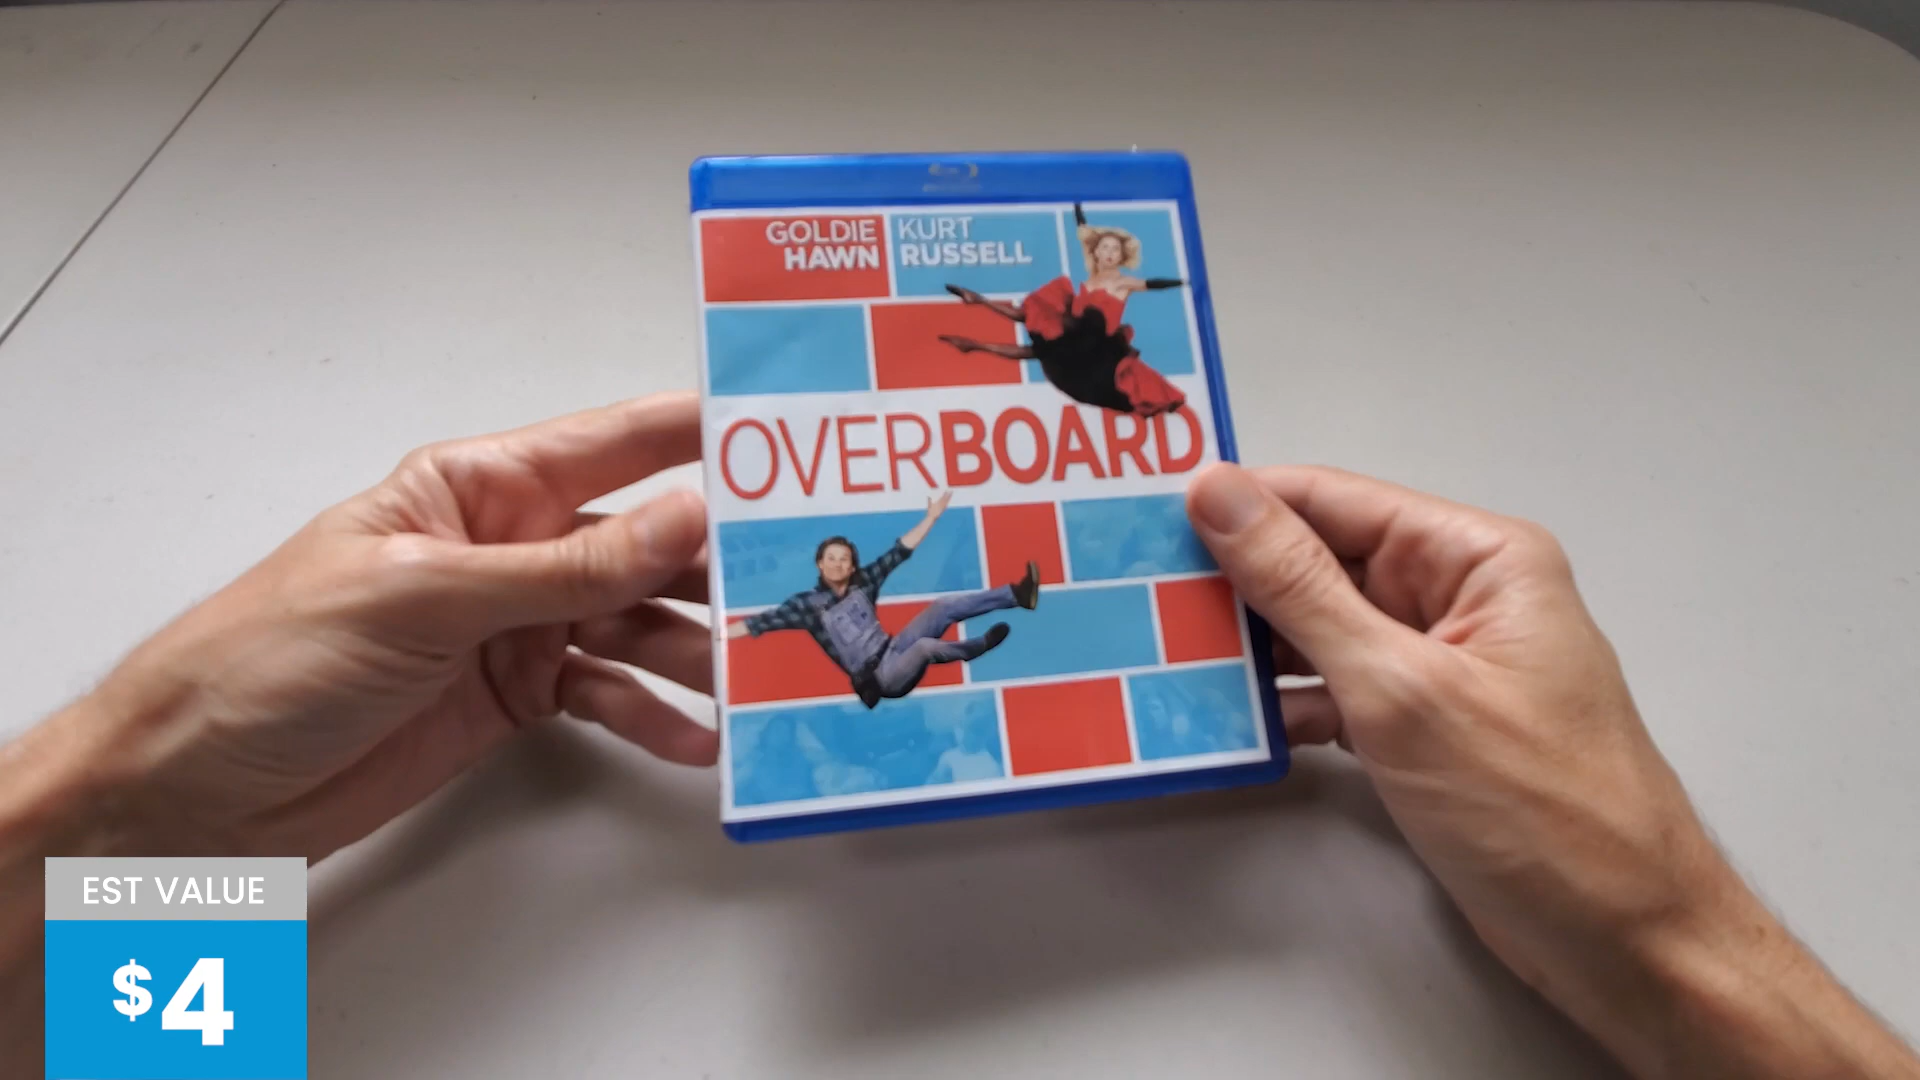 GOLDIE
HAWN
KURT
RUSSELL
OVERBOARD
EST VALUE
$4